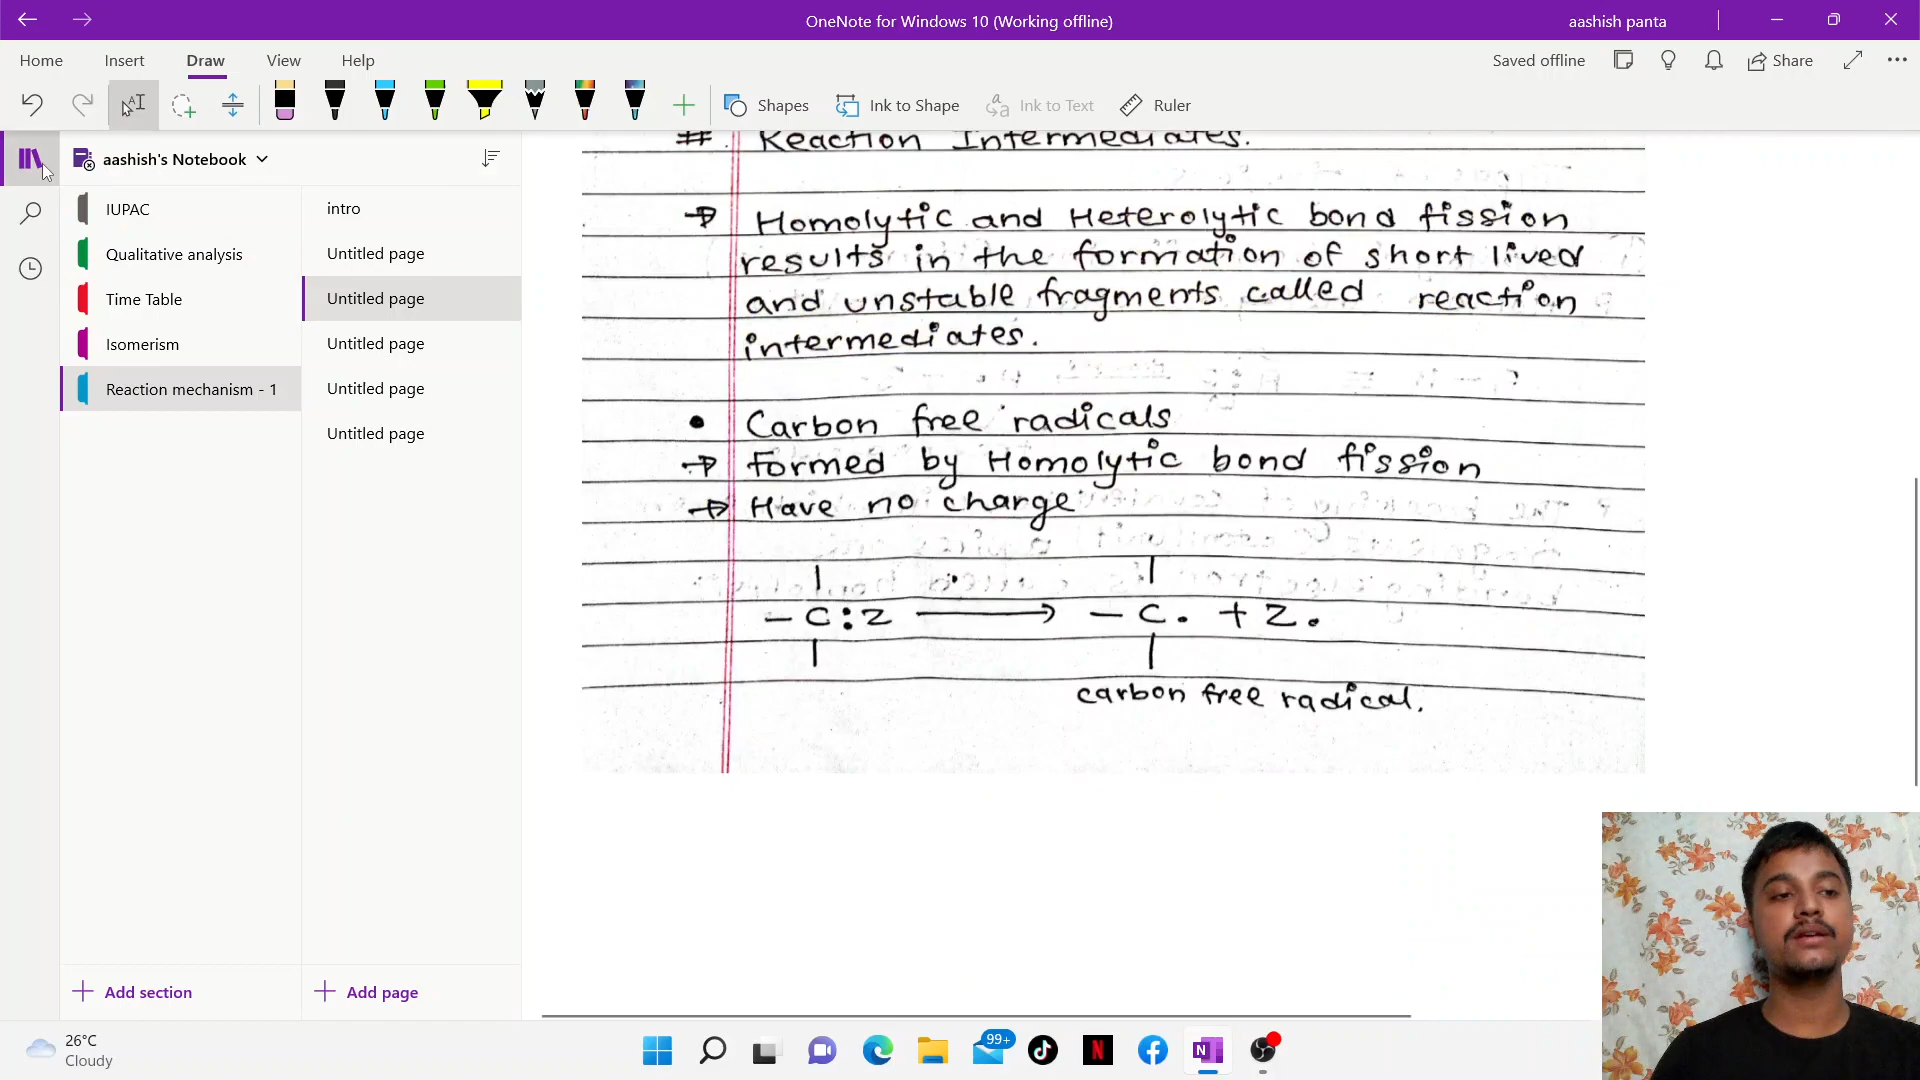 OneNote for Windows 10 (Working offline)
aashish panta
Home
Insert
Draw
View
Help
Saved offline
Share
Shapes
Ink to Shape
Ink to Text
Ruler
aashish's Notebook
IUPAC
Qualitative analysis
Time Table
Isomerism
Reaction mechanism - 1
intro
Untitled page
Untitled page
Untitled page
Untitled page
Untitled page
# . Reaction Intermediates.
→ Homolytic and Heterolytic bond fission
results in the formation of short lived
and unstable fragments called reaction
intermediates.
• Carbon free radicals
→ formed by Homolytic bond fission
→ Have no charge
– C : Z ⟶ – C . + Z .
carbon free radical.
Add section
Add page
26°C
Cloudy
99+
N
N